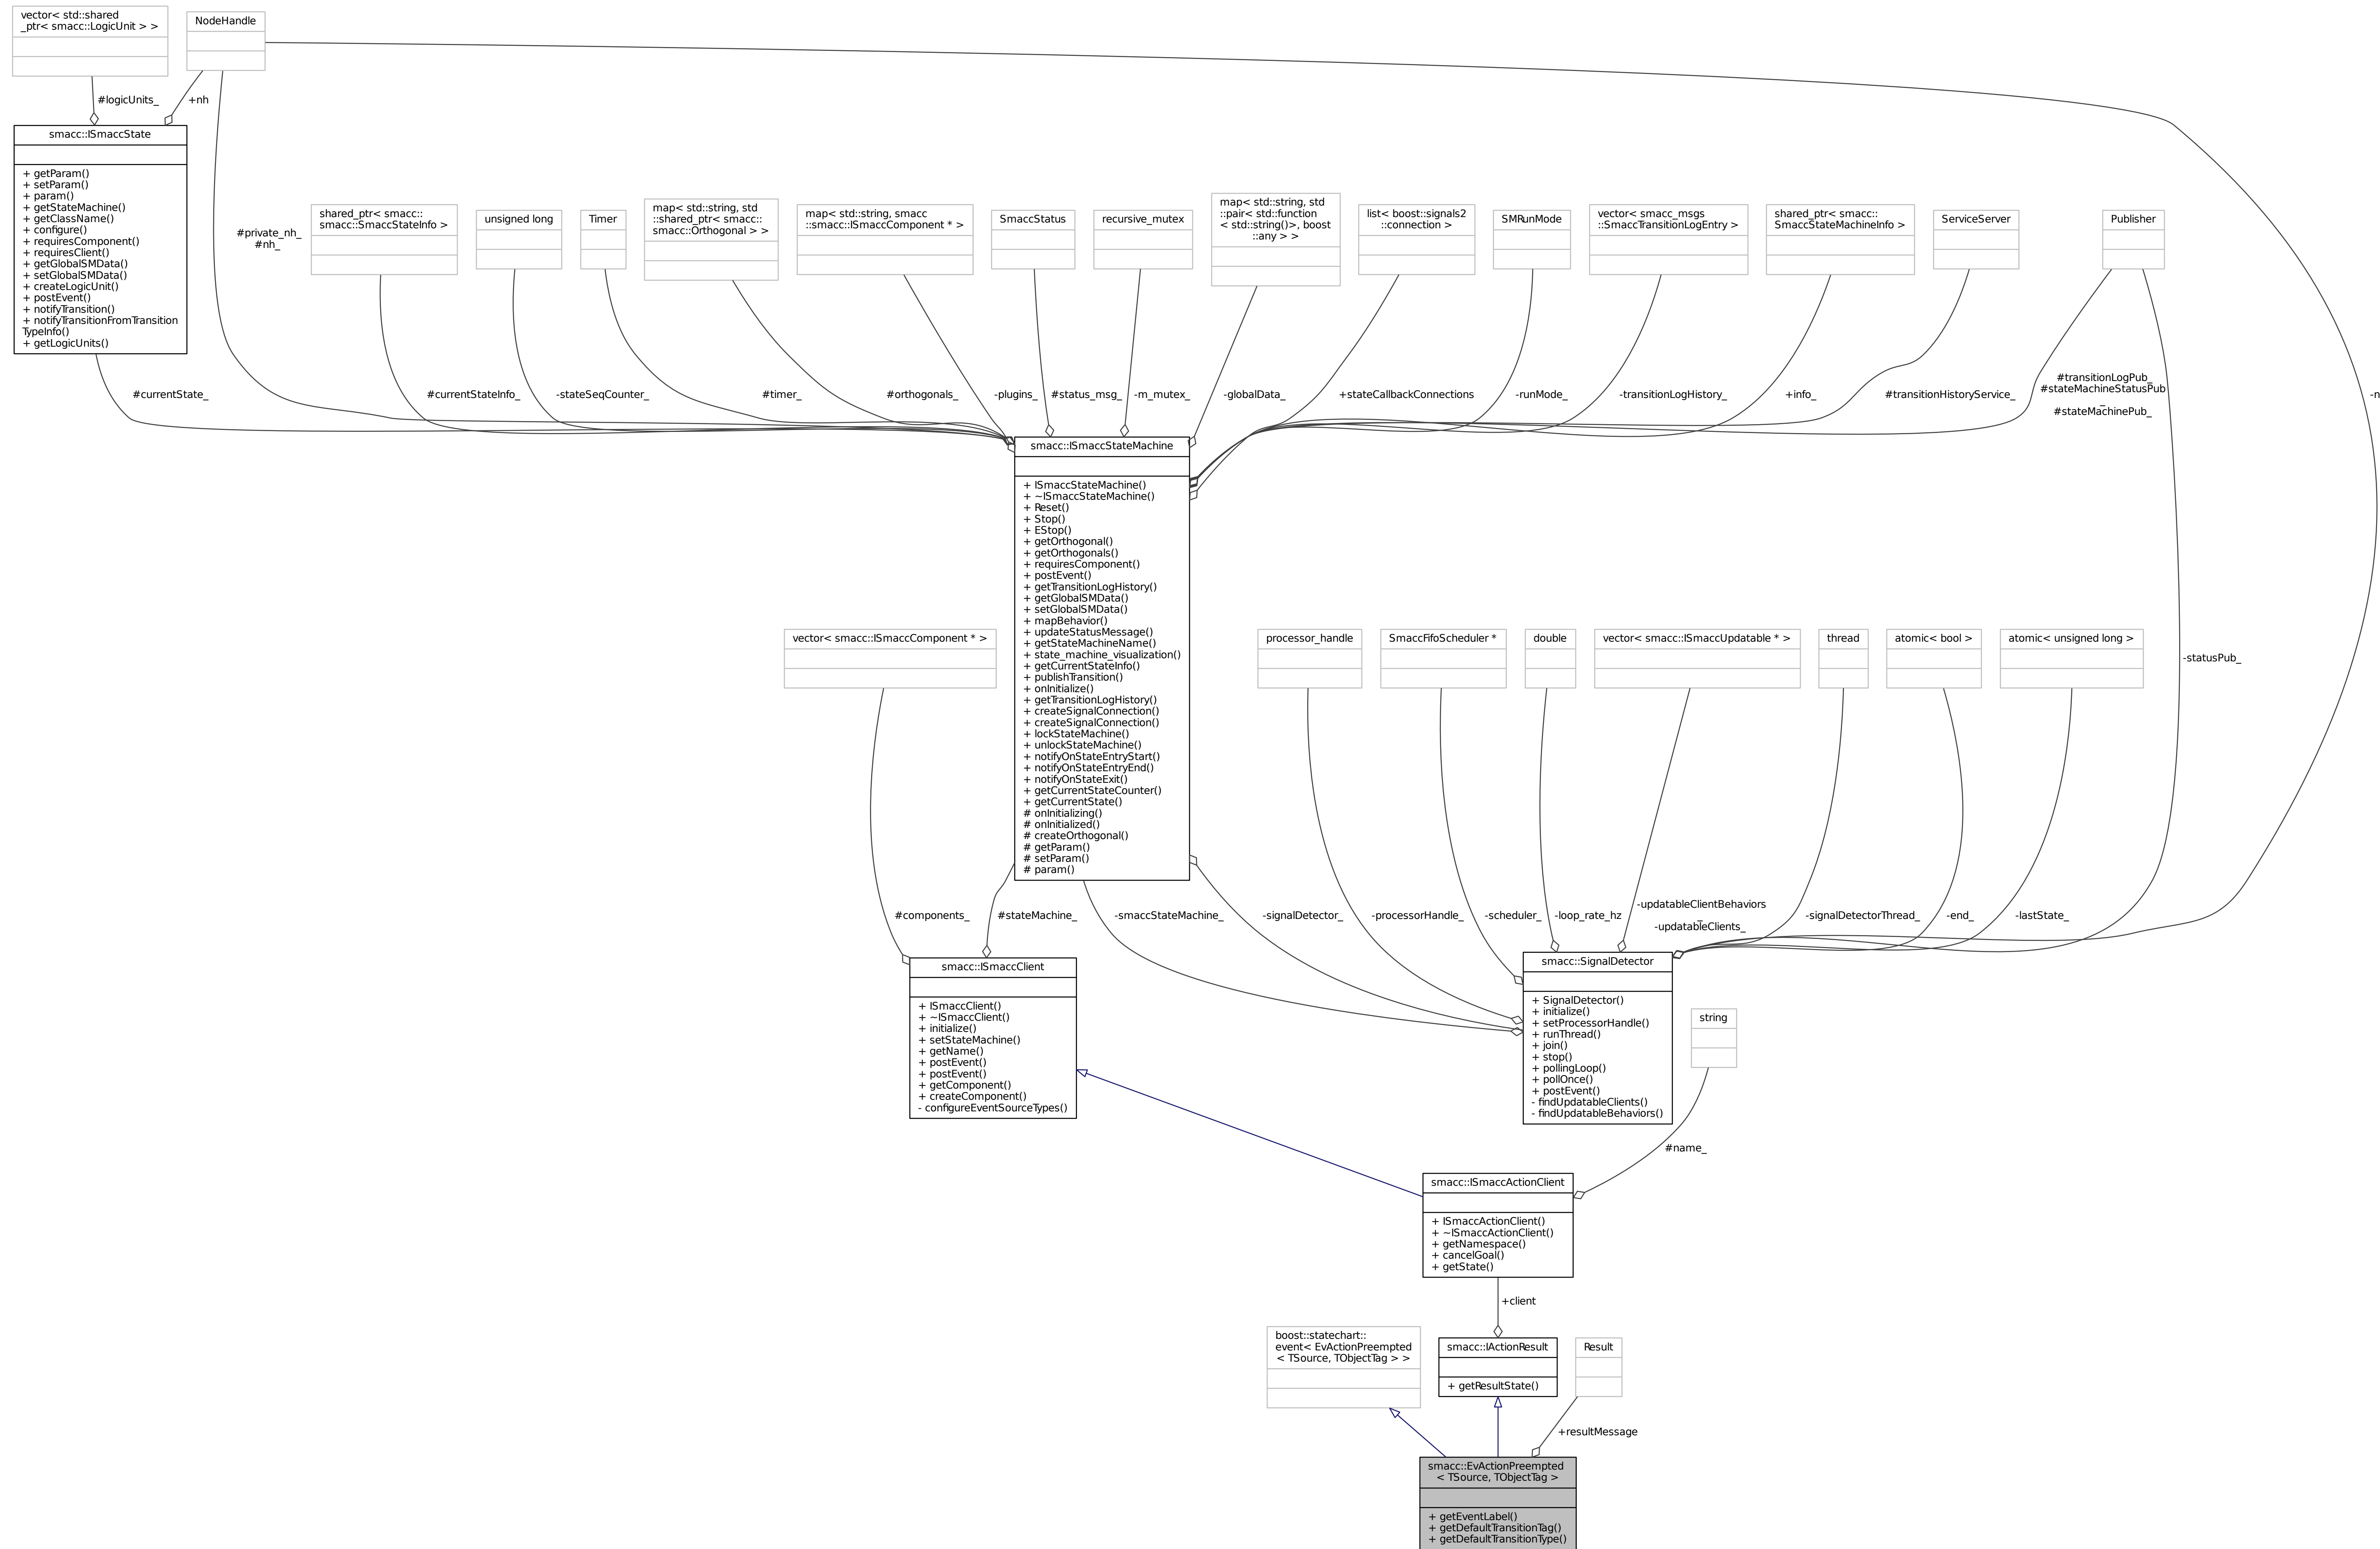 vector< std::shared
_ptr< smacc::LogicUnit > >
NodeHandle
#logicUnits_
+nh
smacc::ISmaccState
+ getParam()
+ setParam()
+ param()
+ getStateMachine()
+ getClassName()
+ configure()
+ requiresComponent()
+ requiresClient()
+ getGlobalSMData()
+ setGlobalSMData()
+ createLogicUnit()
+ postEvent()
+ notifyTransition()
+ notifyTransitionFromTransition
TypeInfo()
+ getLogicUnits()
#private_nh_
#nh_
shared_ptr< smacc::
smacc::SmaccStateInfo >
unsigned long
Timer
map< std::string, std
::shared_ptr< smacc::
smacc::Orthogonal > >
map< std::string, smacc
::smacc::ISmaccComponent * >
SmaccStatus
recursive_mutex
map< std::string, std
::pair< std::function
< std::string()>, boost
::any > >
list< boost::signals2
::connection >
SMRunMode
vector< smacc_msgs
::SmaccTransitionLogEntry >
shared_ptr< smacc::
SmaccStateMachineInfo >
ServiceServer
Publisher
#currentState_
#currentStateInfo_
-stateSeqCounter_
#timer_
#orthogonals_
-plugins_
#status_msg_
-m_mutex_
-globalData_
+stateCallbackConnections
-runMode_
-transitionLogHistory_
+info_
#transitionHistoryService_
#transitionLogPub_
#stateMachineStatusPub
_
#stateMachinePub_
-n
smacc::ISmaccStateMachine
+ ISmaccStateMachine()
+ ~ISmaccStateMachine()
+ Reset()
+ Stop()
+ EStop()
+ getOrthogonal()
+ getOrthogonals()
+ requiresComponent()
+ postEvent()
+ getTransitionLogHistory()
+ getGlobalSMData()
+ setGlobalSMData()
+ mapBehavior()
+ updateStatusMessage()
+ getStateMachineName()
+ state_machine_visualization()
+ getCurrentStateInfo()
+ publishTransition()
+ onInitialize()
+ getTransitionLogHistory()
+ createSignalConnection()
+ createSignalConnection()
+ lockStateMachine()
+ unlockStateMachine()
+ notifyOnStateEntryStart()
+ notifyOnStateEntryEnd()
+ notifyOnStateExit()
+ getCurrentStateCounter()
+ getCurrentState()
# onInitializing()
# onInitialized()
# createOrthogonal()
# getParam()
# setParam()
# param()
vector< smacc::ISmaccComponent * >
processor_handle
SmaccFifoScheduler *
double
vector< smacc::ISmaccUpdatable * >
thread
atomic< bool >
atomic< unsigned long >
-statusPub_
#components_
#stateMachine_
-smaccStateMachine_
-signalDetector_
-processorHandle_
-scheduler_
-loop_rate_hz
-updatableClientBehaviors
_
-updatableClients_
-signalDetectorThread_
-end_
-lastState_
smacc::ISmaccClient
+ ISmaccClient()
+ ~ISmaccClient()
+ initialize()
+ setStateMachine()
+ getName()
+ postEvent()
+ postEvent()
+ getComponent()
+ createComponent()
- configureEventSourceTypes()
smacc::SignalDetector
+ SignalDetector()
+ initialize()
+ setProcessorHandle()
+ runThread()
+ join()
+ stop()
+ pollingLoop()
+ pollOnce()
+ postEvent()
- findUpdatableClients()
- findUpdatableBehaviors()
string
#name_
smacc::ISmaccActionClient
+ ISmaccActionClient()
+ ~ISmaccActionClient()
+ getNamespace()
+ cancelGoal()
+ getState()
+client
boost::statechart::
event< EvActionPreempted
< TSource, TObjectTag > >
smacc::IActionResult
+ getResultState()
Result
+resultMessage
smacc::EvActionPreempted
< TSource, TObjectTag >
+ getEventLabel()
+ getDefaultTransitionTag()
+ getDefaultTransitionType()